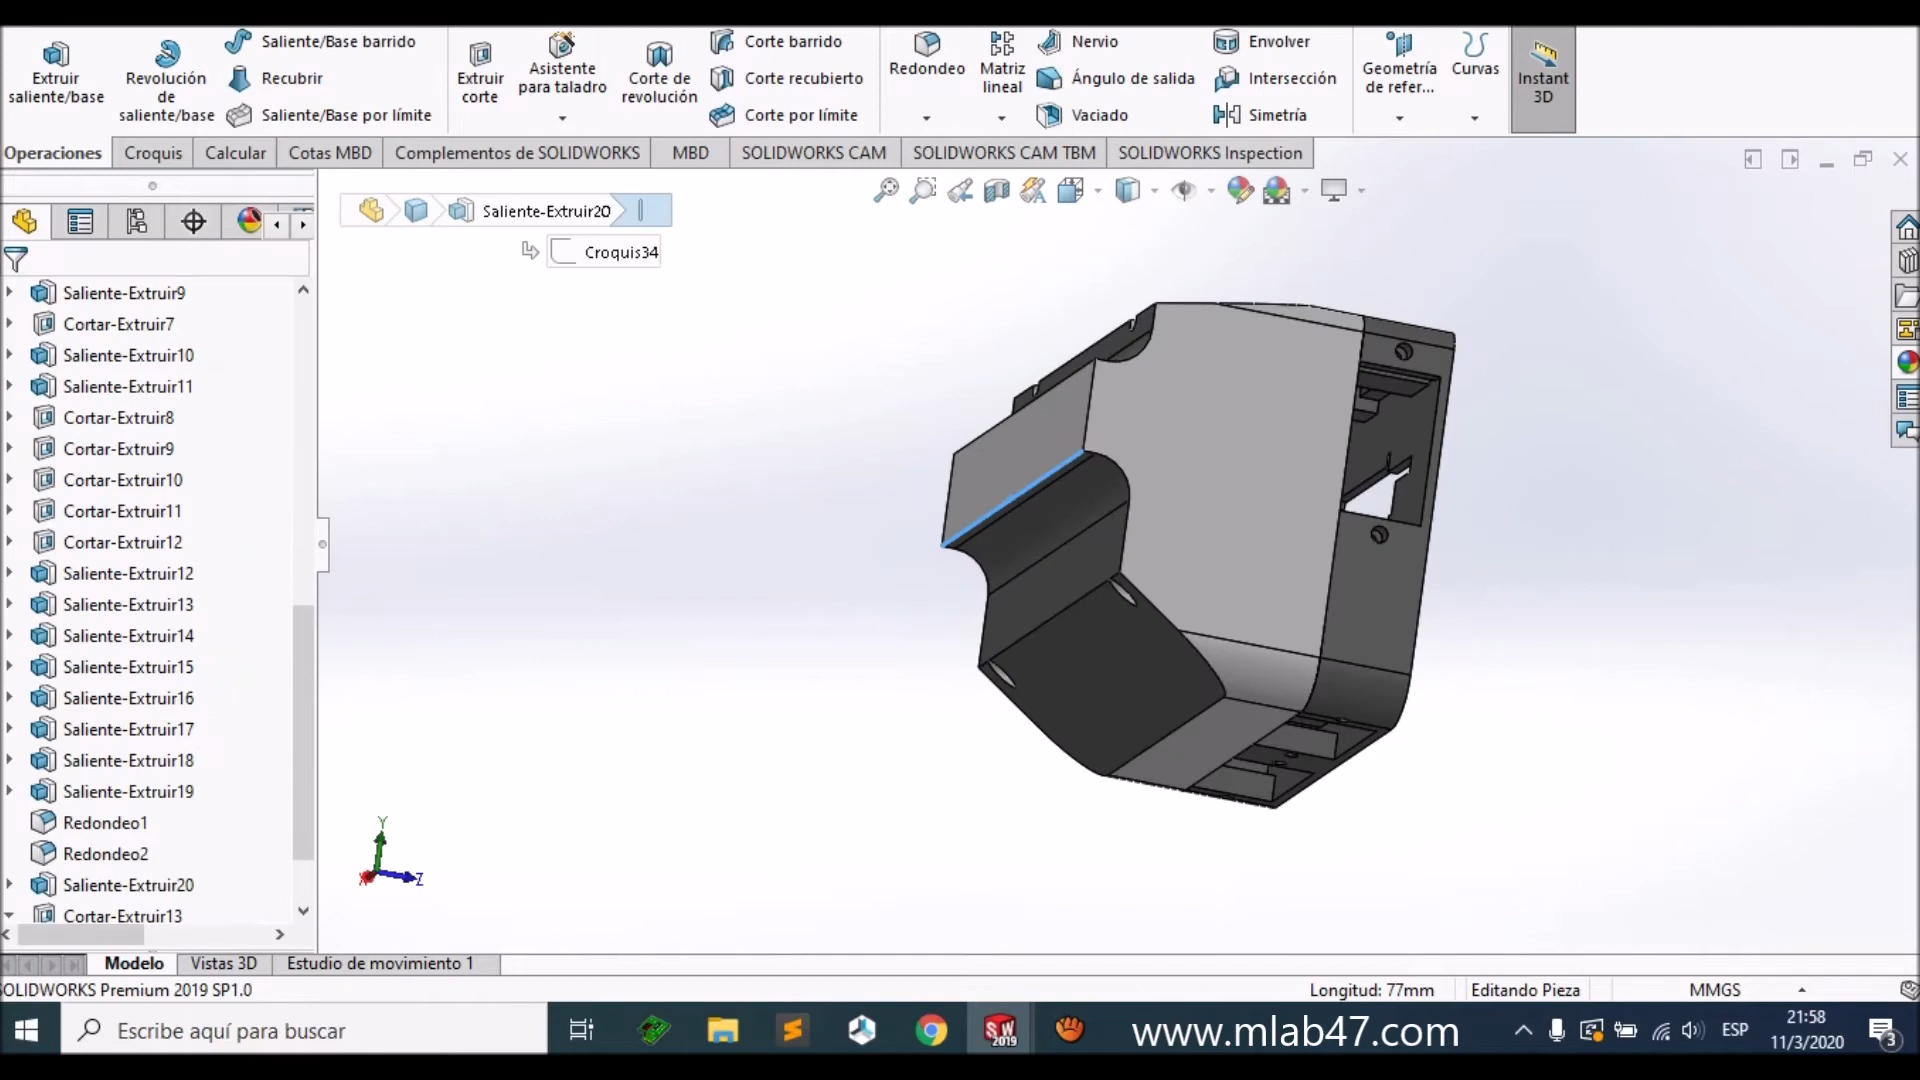 Extruir
saliente/base
Revolución
de
saliente/base
Saliente/Base barrido
Recubrir
Saliente/Base por límite
Extruir
corte
Asistente
para taladro
Corte de
revolución
Corte barrido
Corte recubierto
Corte por límite
Redondeo
Matriz
lineal
Nervio
Ángulo de salida
Vaciado
Envolver
Intersección
Simetría
Geometría
de refer...
Curvas
Instant
3D
Operaciones
Croquis
Calcular
Cotas MBD
Complementos de SOLIDWORKS
MBD
SOLIDWORKS CAM
SOLIDWORKS CAM TBM
SOLIDWORKS Inspection
Saliente-Extruir20
Croquis34
Saliente-Extruir9
Cortar-Extruir7
Saliente-Extruir10
Saliente-Extruir11
Cortar-Extruir8
Cortar-Extruir9
Cortar-Extruir10
Cortar-Extruir11
Cortar-Extruir12
Saliente-Extruir12
Saliente-Extruir13
Saliente-Extruir14
Saliente-Extruir15
Saliente-Extruir16
Saliente-Extruir17
Saliente-Extruir18
Saliente-Extruir19
Redondeo1
Redondeo2
Saliente-Extruir20
Cortar-Extruir13
Y
X
Z
Modelo
Vistas 3D
Estudio de movimiento 1
SOLIDWORKS Premium 2019 SP1.0
Longitud: 77mm
Editando Pieza
MMGS
Escribe aquí para buscar
SW
2019
www.mlab47.com
ESP
21:58
11/3/2020
3